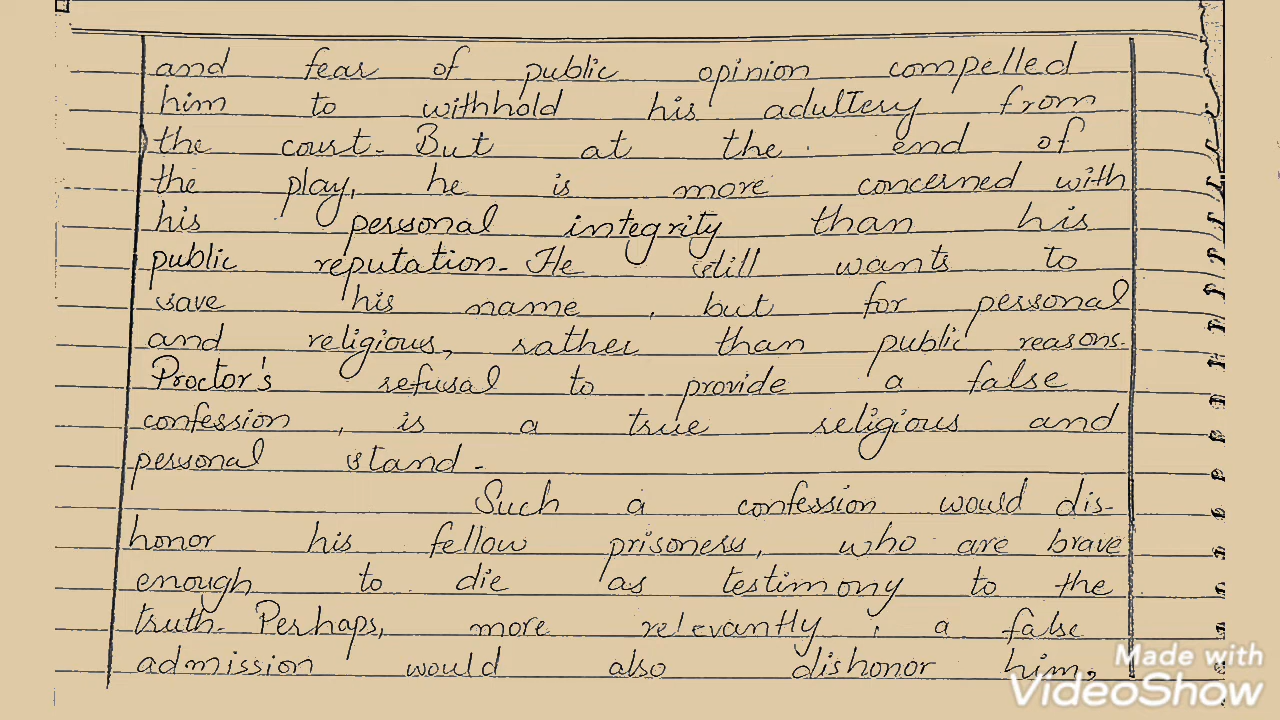 and fear of public opinion compelled
him to withhold his adultery from
the court. But at the end of
the play, he is more concerned with
his personal integrity than his
public reputation. He still wants to
save his name, but for personal
and religious, rather than public reasons.
Proctor's refusal to provide a false
confession, is a true religious and
personal stand.
Such a confession would dis-
honor his fellow prisoners, who are brave
enough to die as testimony to the
truth. Perhaps, more relevantly, a false
admission would also dishonor him,
Made with
VideoShow